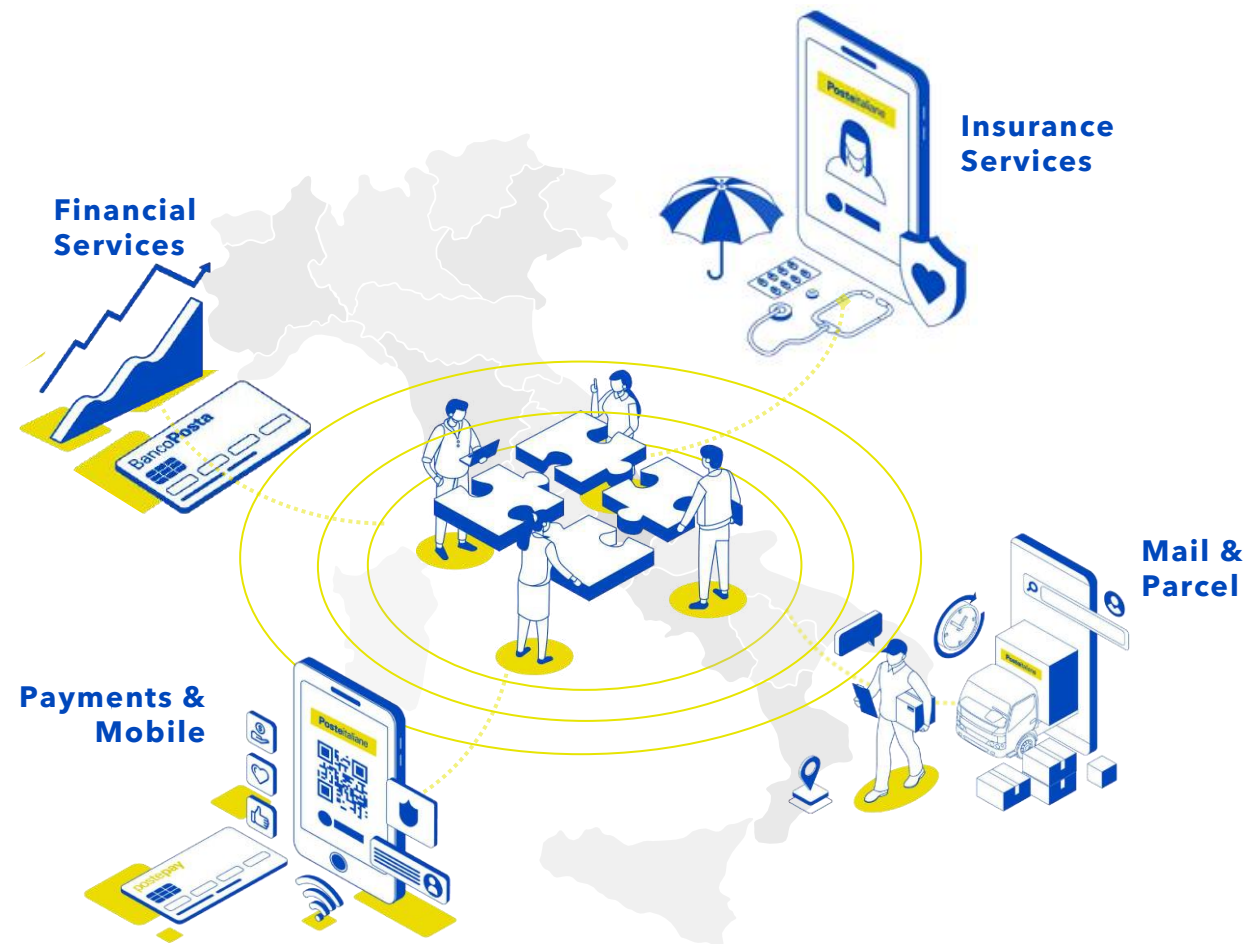 Posteitaliane
Insurance
Services
Financial
Services
BancoPosta
Mail &
Parcel
Posteitaliane
Payments &
Mobile
Posteitaliane
postepay